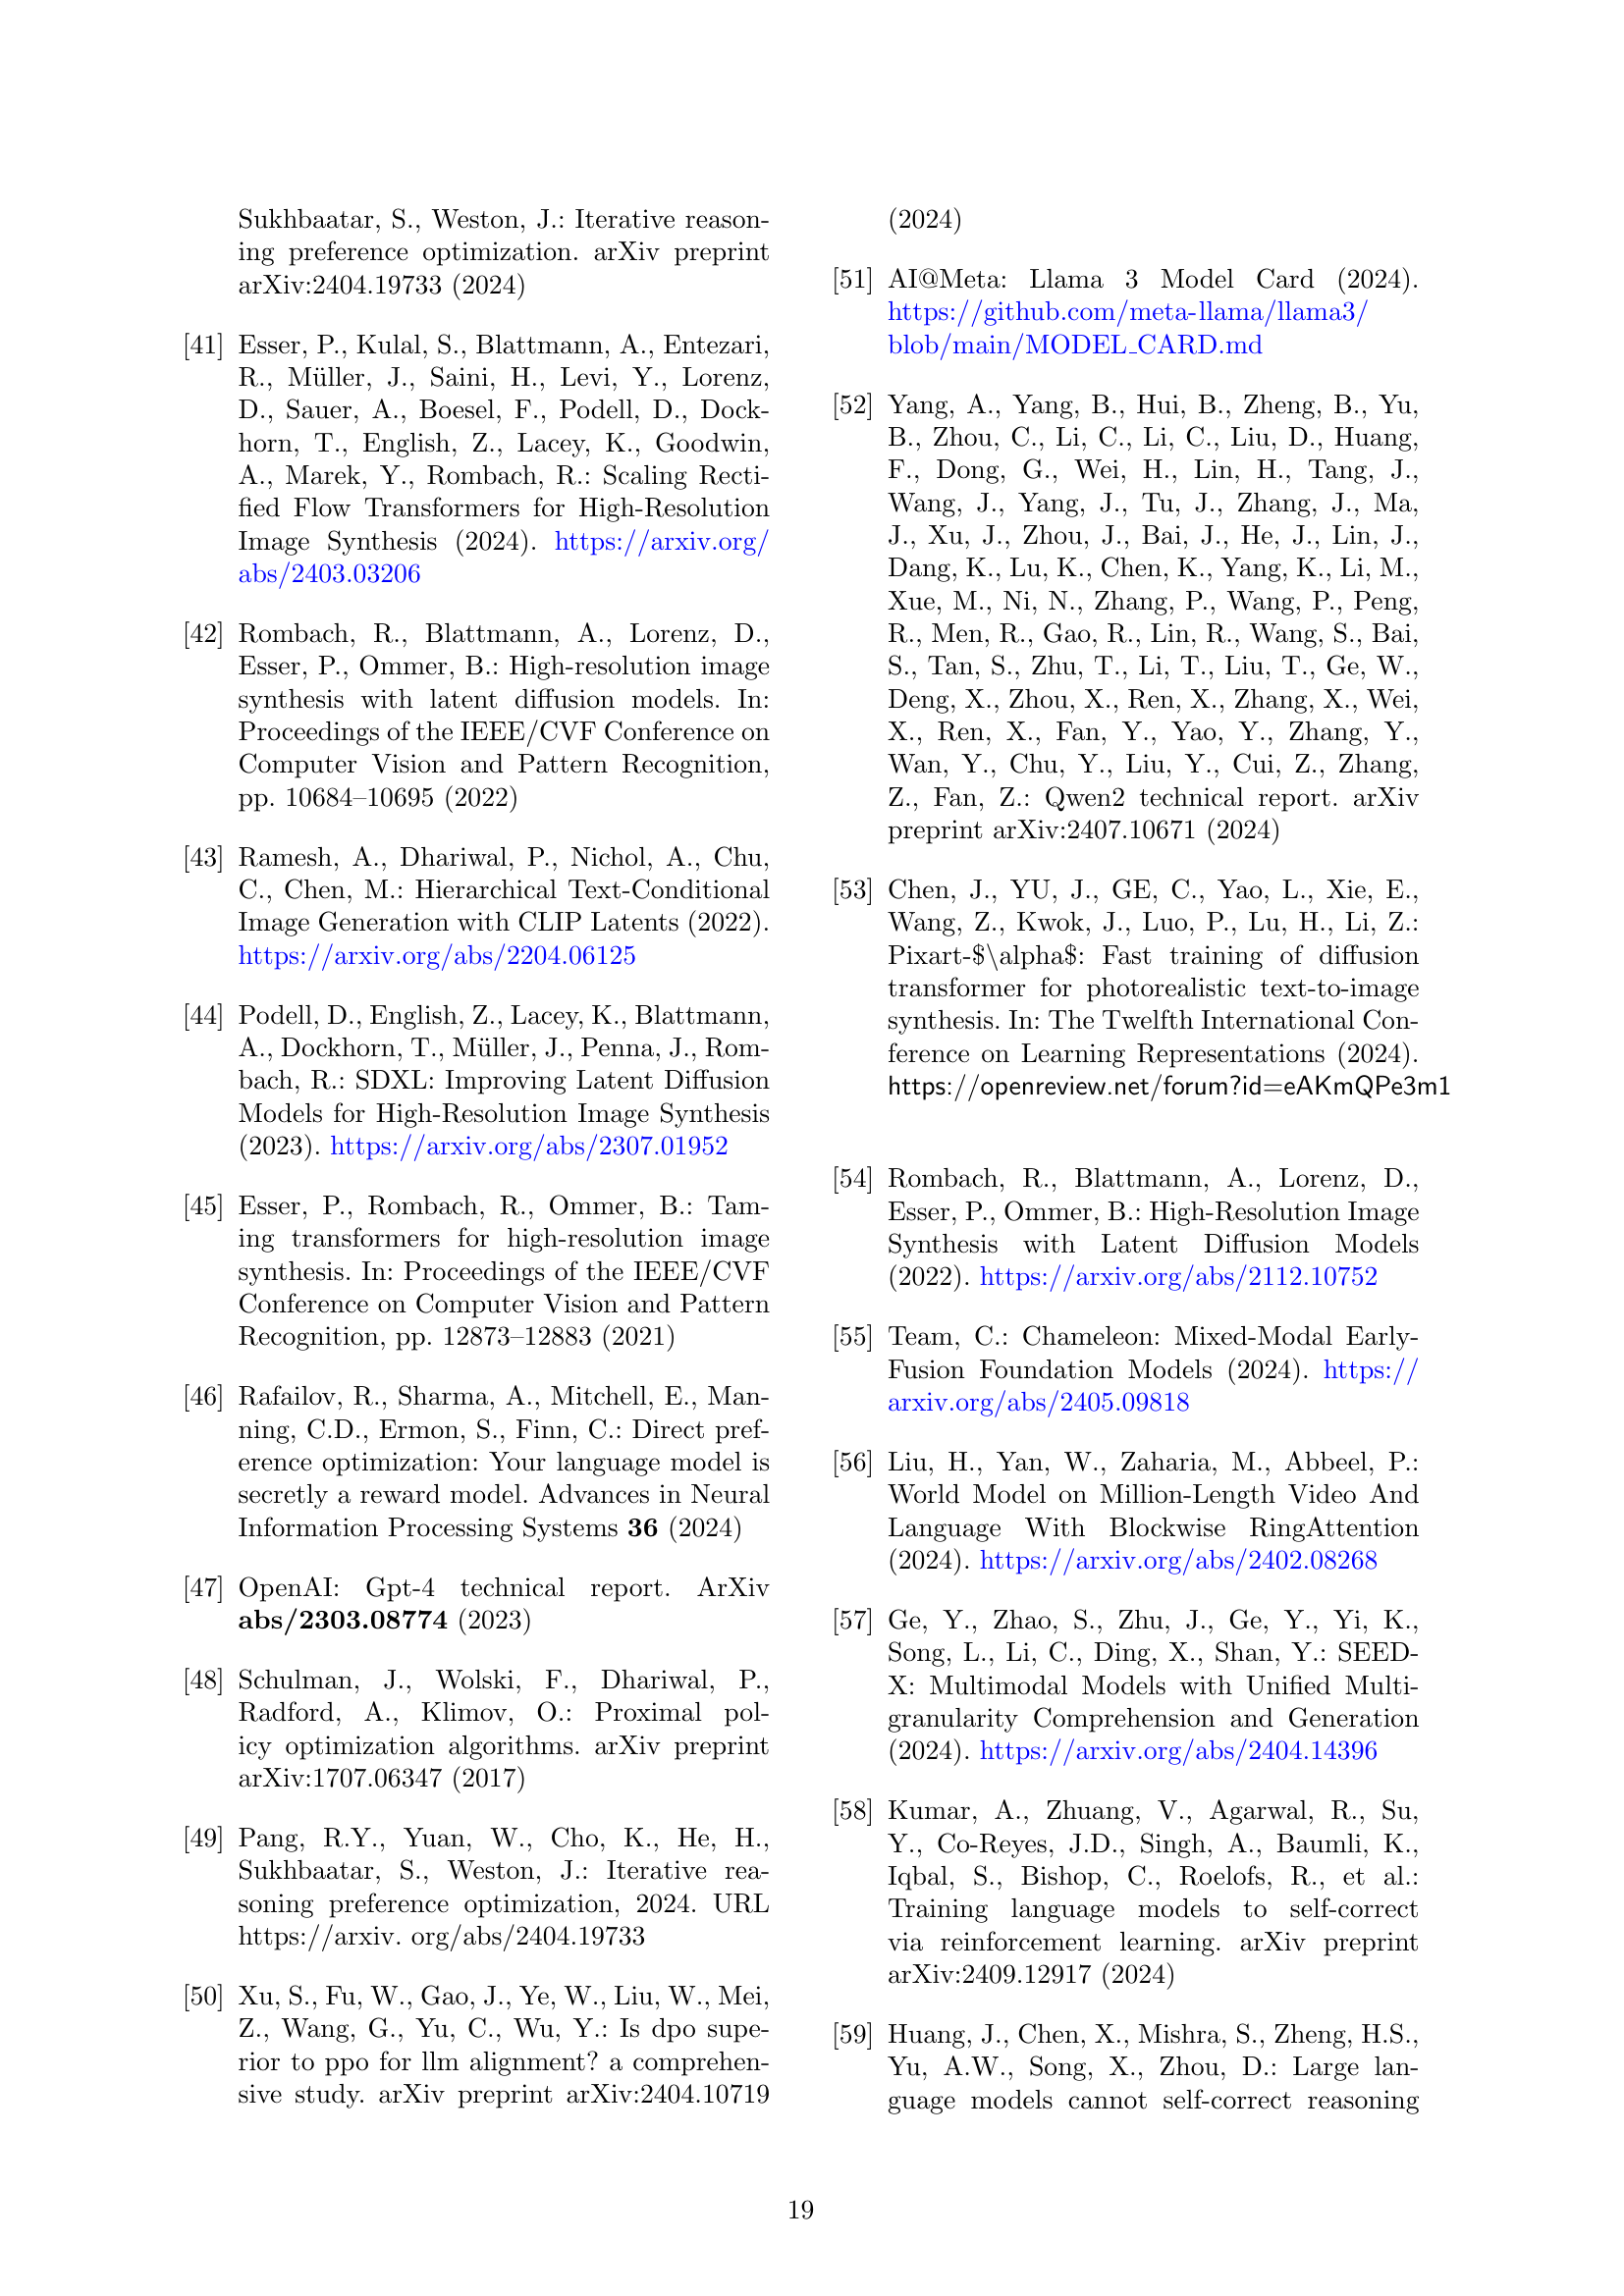 Sukhbaatar, S., Weston, J.: Iterative reason-
ing preference optimization. arXiv preprint
arXiv:2404.19733 (2024)
[41] Esser, P., Kulal, S., Blattmann, A., Entezari,
R., Müller, J., Saini, H., Levi, Y., Lorenz,
D., Sauer, A., Boesel, F., Podell, D., Dock-
horn, T., English, Z., Lacey, K., Goodwin,
A., Marek, Y., Rombach, R.: Scaling Recti-
fied Flow Transformers for High-Resolution
Image Synthesis (2024). https://arxiv.org/
abs/2403.03206
[42] Rombach, R., Blattmann, A., Lorenz, D.,
Esser, P., Ommer, B.: High-resolution image
synthesis with latent diffusion models. In:
Proceedings of the IEEE/CVF Conference on
Computer Vision and Pattern Recognition,
pp. 10684–10695 (2022)
[43] Ramesh, A., Dhariwal, P., Nichol, A., Chu,
C., Chen, M.: Hierarchical Text-Conditional
Image Generation with CLIP Latents (2022).
https://arxiv.org/abs/2204.06125
[44] Podell, D., English, Z., Lacey, K., Blattmann,
A., Dockhorn, T., Müller, J., Penna, J., Rom-
bach, R.: SDXL: Improving Latent Diffusion
Models for High-Resolution Image Synthesis
(2023). https://arxiv.org/abs/2307.01952
[45] Esser, P., Rombach, R., Ommer, B.: Tam-
ing transformers for high-resolution image
synthesis. In: Proceedings of the IEEE/CVF
Conference on Computer Vision and Pattern
Recognition, pp. 12873–12883 (2021)
[46] Rafailov, R., Sharma, A., Mitchell, E., Man-
ning, C.D., Ermon, S., Finn, C.: Direct pref-
erence optimization: Your language model is
secretly a reward model. Advances in Neural
Information Processing Systems 36 (2024)
[47] OpenAI: Gpt-4 technical report. ArXiv
abs/2303.08774 (2023)
[48] Schulman, J., Wolski, F., Dhariwal, P.,
Radford, A., Klimov, O.: Proximal pol-
icy optimization algorithms. arXiv preprint
arXiv:1707.06347 (2017)
[49] Pang, R.Y., Yuan, W., Cho, K., He, H.,
Sukhbaatar, S., Weston, J.: Iterative rea-
soning preference optimization, 2024. URL
https://arxiv. org/abs/2404.19733
[50] Xu, S., Fu, W., Gao, J., Ye, W., Liu, W., Mei,
Z., Wang, G., Yu, C., Wu, Y.: Is dpo supe-
rior to ppo for llm alignment? a comprehen-
sive study. arXiv preprint arXiv:2404.10719
(2024)
[51] AI@Meta: Llama 3 Model Card (2024).
https://github.com/meta-llama/llama3/
blob/main/MODEL_CARD.md
[52] Yang, A., Yang, B., Hui, B., Zheng, B., Yu,
B., Zhou, C., Li, C., Li, C., Liu, D., Huang,
F., Dong, G., Wei, H., Lin, H., Tang, J.,
Wang, J., Yang, J., Tu, J., Zhang, J., Ma,
J., Xu, J., Zhou, J., Bai, J., He, J., Lin, J.,
Dang, K., Lu, K., Chen, K., Yang, K., Li, M.,
Xue, M., Ni, N., Zhang, P., Wang, P., Peng,
R., Men, R., Gao, R., Lin, R., Wang, S., Bai,
S., Tan, S., Zhu, T., Li, T., Liu, T., Ge, W.,
Deng, X., Zhou, X., Ren, X., Zhang, X., Wei,
X., Ren, X., Fan, Y., Yao, Y., Zhang, Y.,
Wan, Y., Chu, Y., Liu, Y., Cui, Z., Zhang,
Z., Fan, Z.: Qwen2 technical report. arXiv
preprint arXiv:2407.10671 (2024)
[53] Chen, J., YU, J., GE, C., Yao, L., Xie, E.,
Wang, Z., Kwok, J., Luo, P., Lu, H., Li, Z.:
Pixart-$\alpha$: Fast training of diffusion
transformer for photorealistic text-to-image
synthesis. In: The Twelfth International Con-
ference on Learning Representations (2024).
https://openreview.net/forum?id=eAKmQPe3m1
[54] Rombach, R., Blattmann, A., Lorenz, D.,
Esser, P., Ommer, B.: High-Resolution Image
Synthesis with Latent Diffusion Models
(2022). https://arxiv.org/abs/2112.10752
[55] Team, C.: Chameleon: Mixed-Modal Early-
Fusion Foundation Models (2024). https://
arxiv.org/abs/2405.09818
[56] Liu, H., Yan, W., Zaharia, M., Abbeel, P.:
World Model on Million-Length Video And
Language With Blockwise RingAttention
(2024). https://arxiv.org/abs/2402.08268
[57] Ge, Y., Zhao, S., Zhu, J., Ge, Y., Yi, K.,
Song, L., Li, C., Ding, X., Shan, Y.: SEED-
X: Multimodal Models with Unified Multi-
granularity Comprehension and Generation
(2024). https://arxiv.org/abs/2404.14396
[58] Kumar, A., Zhuang, V., Agarwal, R., Su,
Y., Co-Reyes, J.D., Singh, A., Baumli, K.,
Iqbal, S., Bishop, C., Roelofs, R., et al.:
Training language models to self-correct
via reinforcement learning. arXiv preprint
arXiv:2409.12917 (2024)
[59] Huang, J., Chen, X., Mishra, S., Zheng, H.S.,
Yu, A.W., Song, X., Zhou, D.: Large lan-
guage models cannot self-correct reasoning
19